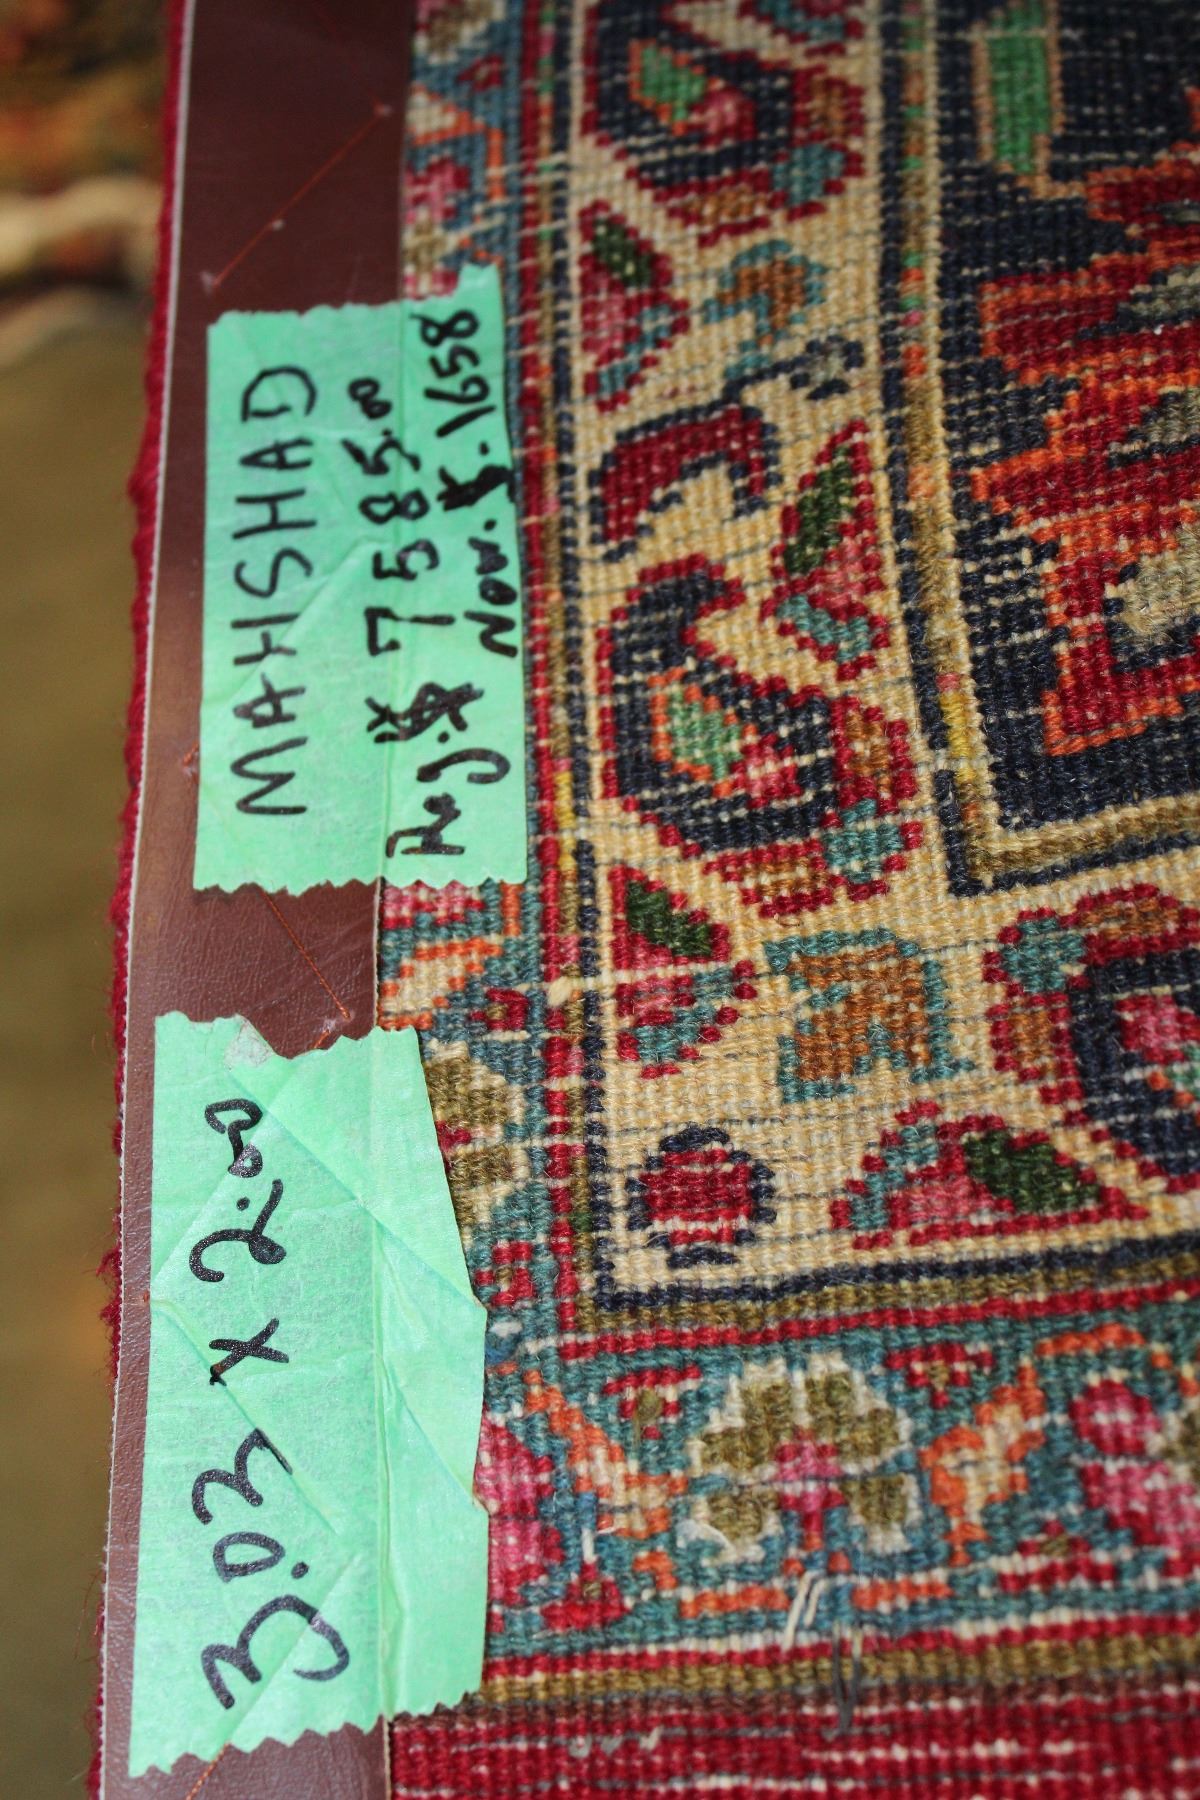 MAHSHAD
Reg. $ 7585.00
Now. $. 1658
3.03 x 2.00